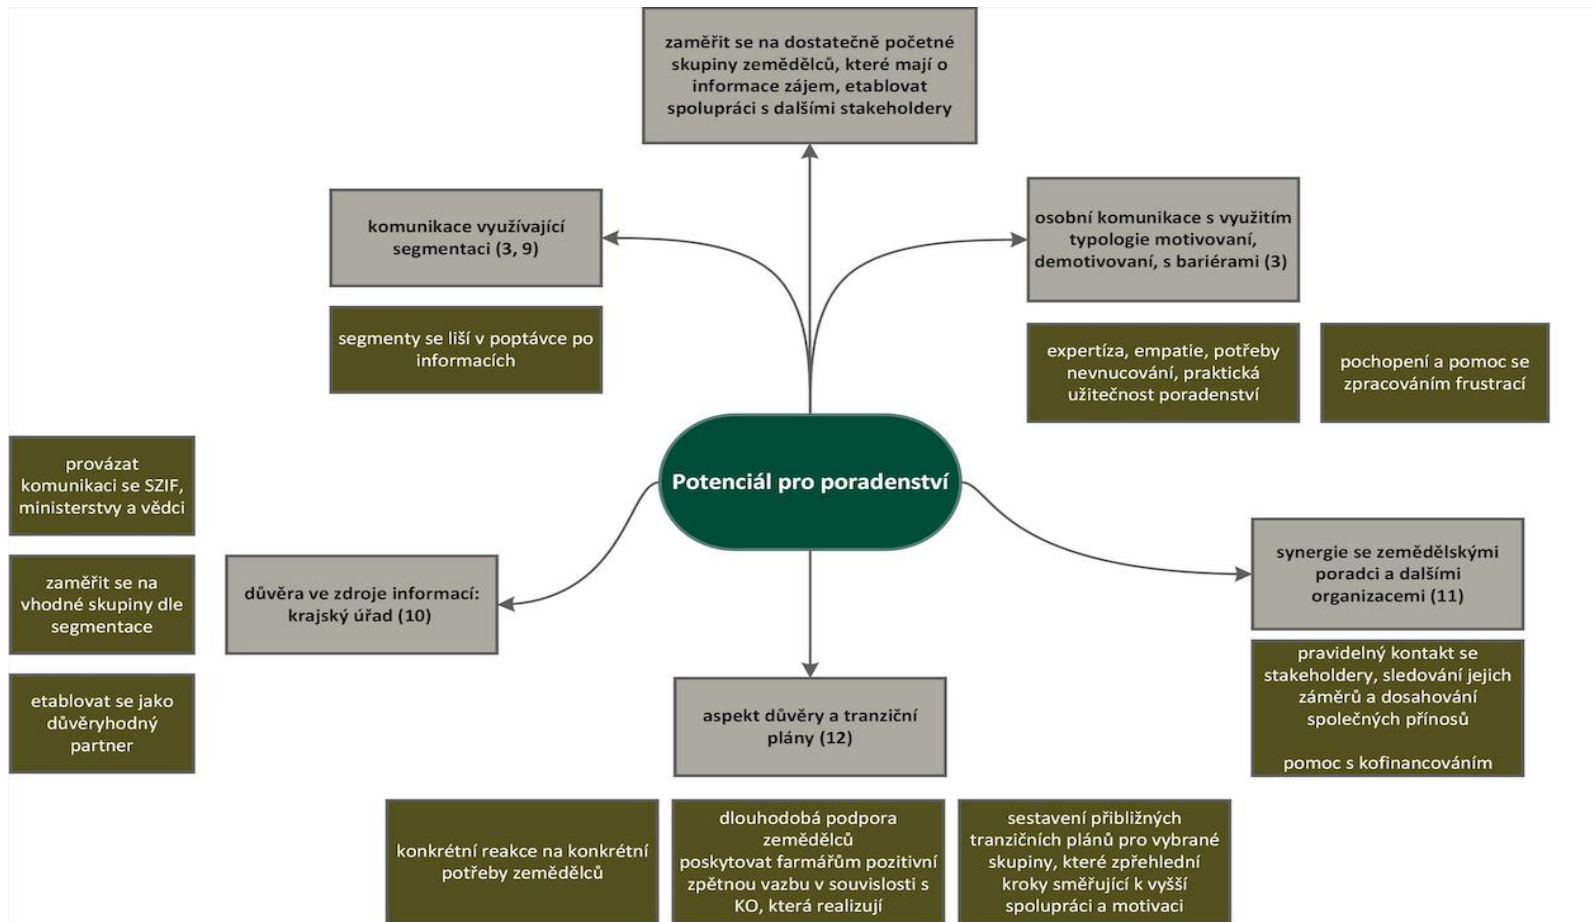 zaměřit se na dostatečně početné
skupiny zemědělců, které mají o
informace zájem, etablovat
spolupráci s dalšími stakeholdery
komunikace využívající
segmentaci (3, 9)
segmenty se liší v poptávce po
informacích
osobní komunikace s využitím
typologie motivovaní,
demotivovaní, s bariérami (3)
expertíza, empatie, potřeby
nevnucování, praktická
užitečnost poradenství
pochopení a pomoc se
zpracováním frustrací
Potenciál pro poradenství
provázat
komunikaci se SZIF,
ministerstvy a vědci
zaměřit se na
vhodné skupiny dle
segmentace
etablovat se jako
důvěryhodný
partner
důvěra ve zdroje informací:
krajský úřad (10)
synergie se zemědělskými
poradci a dalšími
organizacemi (11)
pravidelný kontakt se
stakeholdery, sledování jejich
záměrů a dosahování
společných přínosů
pomoc s kofinancováním
aspekt důvěry a tranziční
plány (12)
konkrétní reakce na konkrétní
potřeby zemědělců
dlouhodobá podpora
zemědělců
poskytovat farmářům pozitivní
zpětnou vazbu v souvislosti s
KO, která realizují
sestavení přibližných
tranzičních plánů pro vybrané
skupiny, které zpřehlední
kroky směřující k vyšší
spolupráci a motivaci